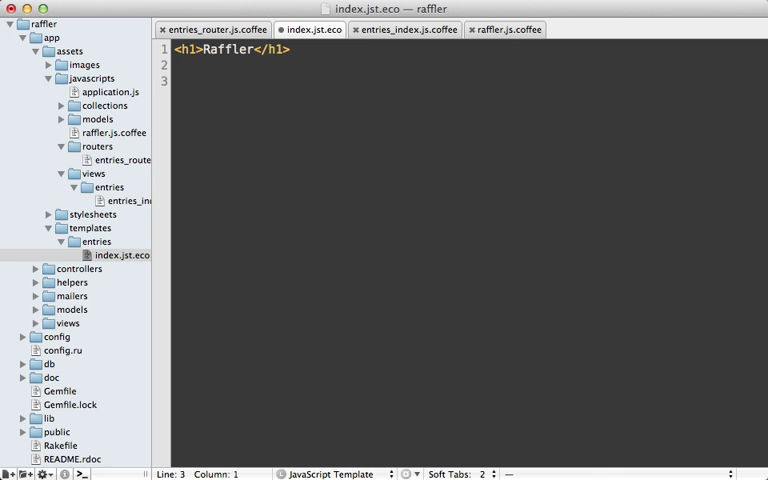 index.jst.eco — raffler
raffler
app
assets
images
javascripts
application.js
collections
models
raffler.js.coffee
routers
entries_route
views
entries
entries_ind
stylesheets
templates
entries
index.jst.eco
controllers
helpers
mailers
models
views
config
config.ru
db
doc
Gemfile
Gemfile.lock
lib
public
Rakefile
README.rdoc
entries_router.js.coffee index.jst.eco entries_index.js.coffee raffler.js.coffee
1 <h1>Raffler</h1>
2
3
Line: 3 Column: 1 JavaScript Template Soft Tabs: 2 —